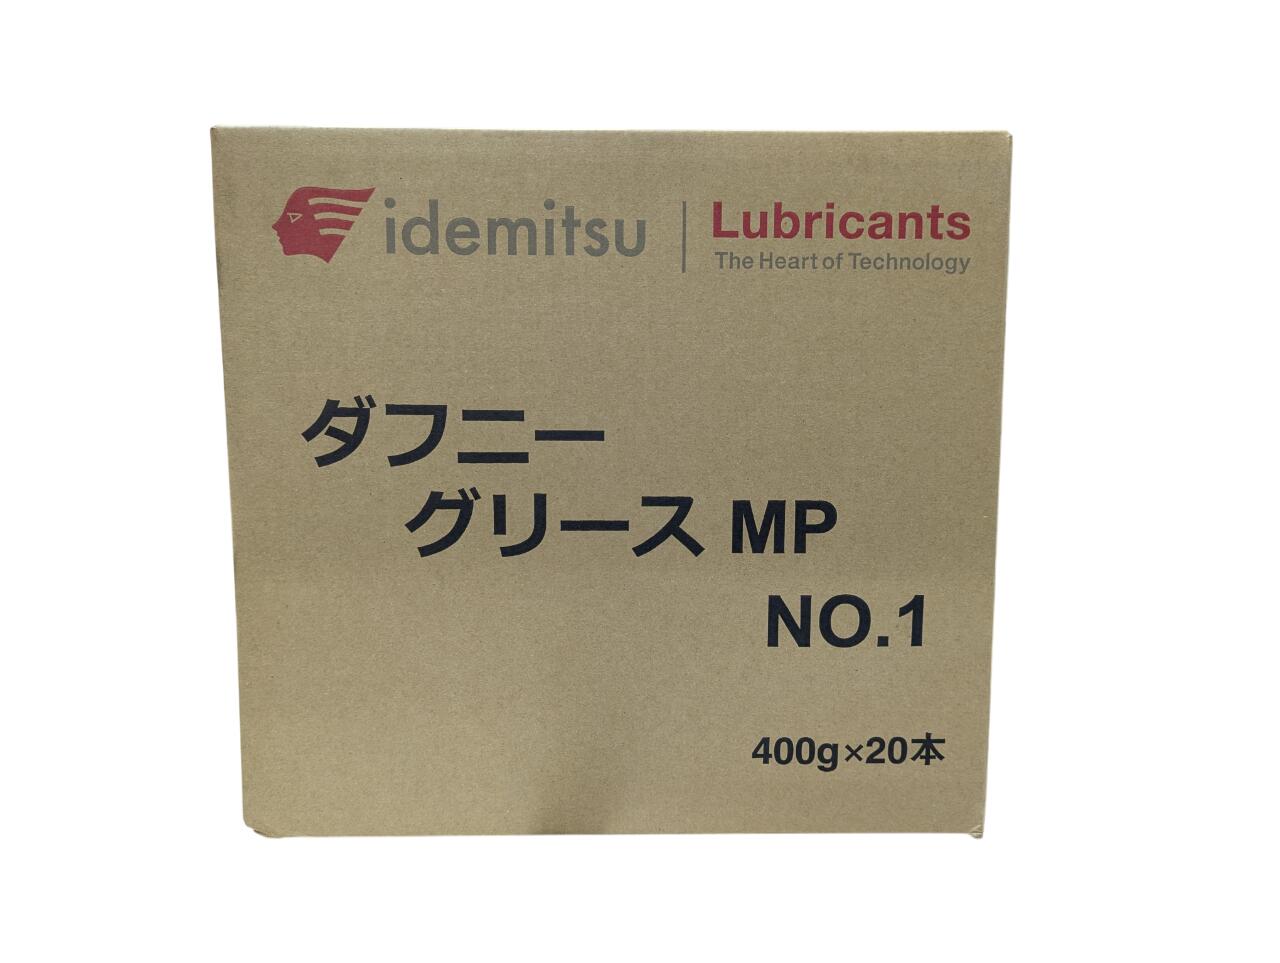 idemitsu
Lubricants
The Heart of Technology
ダフニー
グリース MP
NO.1
400g×20本